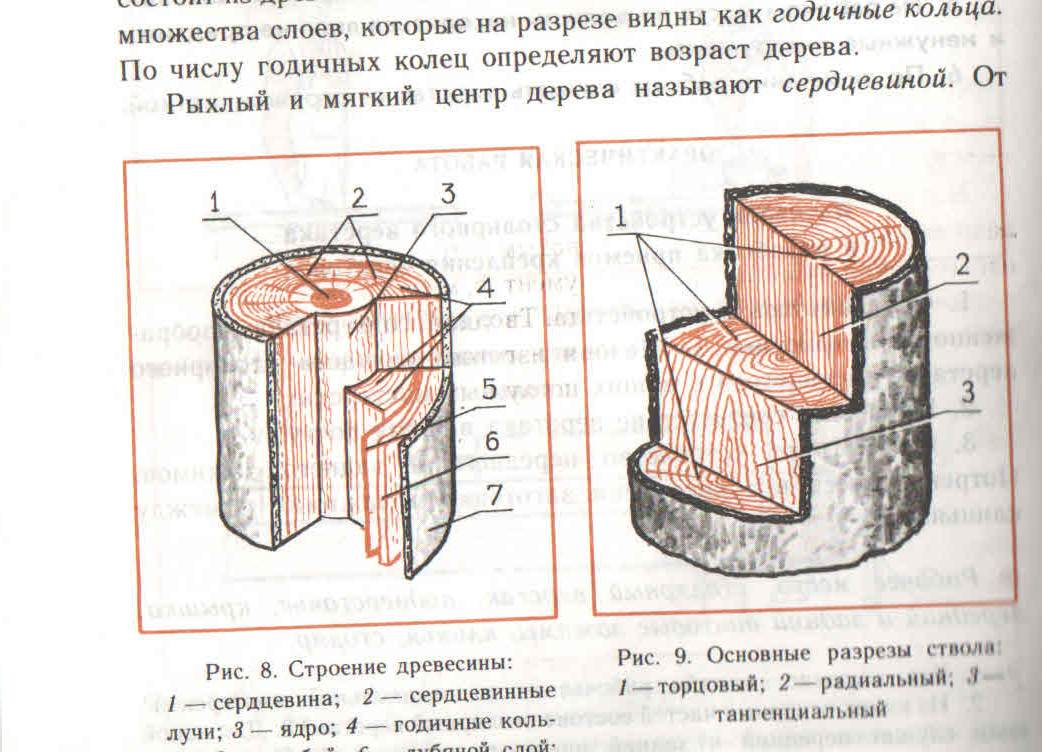 множества слоев, которые на разрезе видны как годичные кольца.
По числу годичных колец определяют возраст дерева.
Рыхлый и мягкий центр дерева называют сердцевиной. От
1
2
3
4
5
6
7
1
2
3
Рис. 8. Строение древесины:
1 — сердцевина; 2 — сердцевинные
лучи; 3 — ядро; 4 — годичные коль-
Рис. 9. Основные разрезы ствола:
1 — торцовый; 2 — радиальный; 3 —
тангенциальный